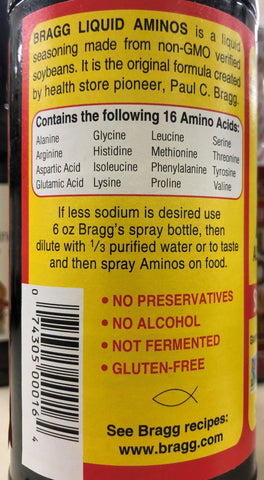 BRAGG LIQUID AMINOS is a liquid
seasoning made from non-GMO verified
soybeans. It is the original formula created
by health store pioneer, Paul C. Bragg.
Contains the following 16 Amino Acids:
Alanine Glycine Leucine Serine
Arginine Histidine Methionine Threonine
Aspartic Acid Isoleucine Phenylalanine Tyrosine
Glutamic Acid Lysine Proline Valine
If less sodium is desired use
6 oz Bragg's spray bottle, then
dilute with 1/3 purified water or to taste
and then spray Aminos on food.
• NO PRESERVATIVES
• NO ALCOHOL
• NOT FERMENTED
• GLUTEN-FREE
0 74305 00016 4
See Bragg recipes:
www.bragg.com